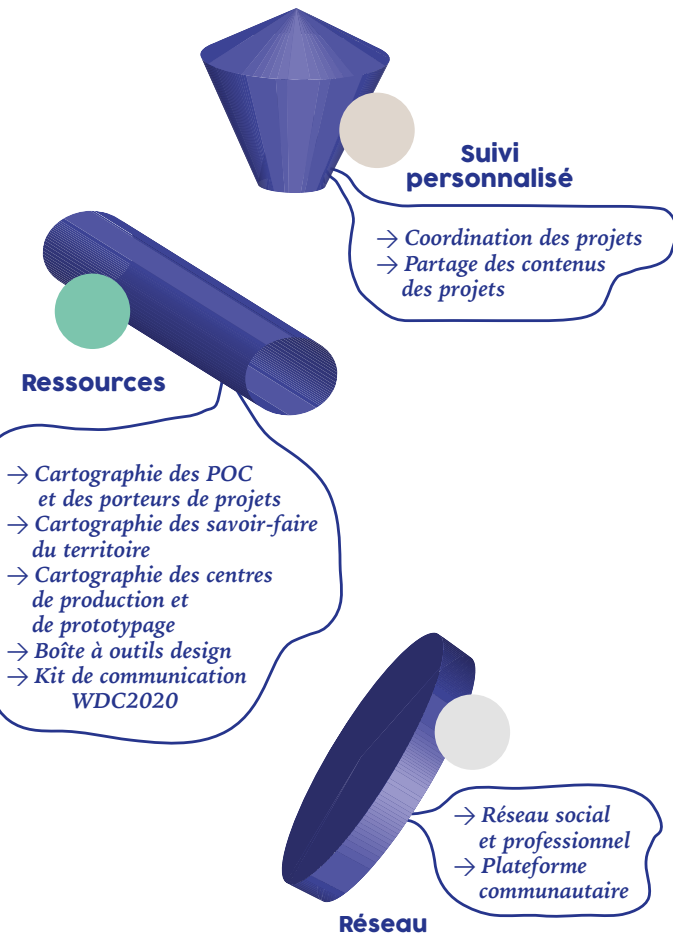 Suivi
personnalisé
→ Coordination des projets
→ Partage des contenus
des projets
Ressources
→ Cartographie des POC
et des porteurs de projets
→ Cartographie des savoir-faire
du territoire
→ Cartographie des centres
de production et
de prototypage
→ Boîte à outils design
→ Kit de communication
WDC2020
→ Réseau social
et professionnel
→ Plateforme
communautaire
Réseau